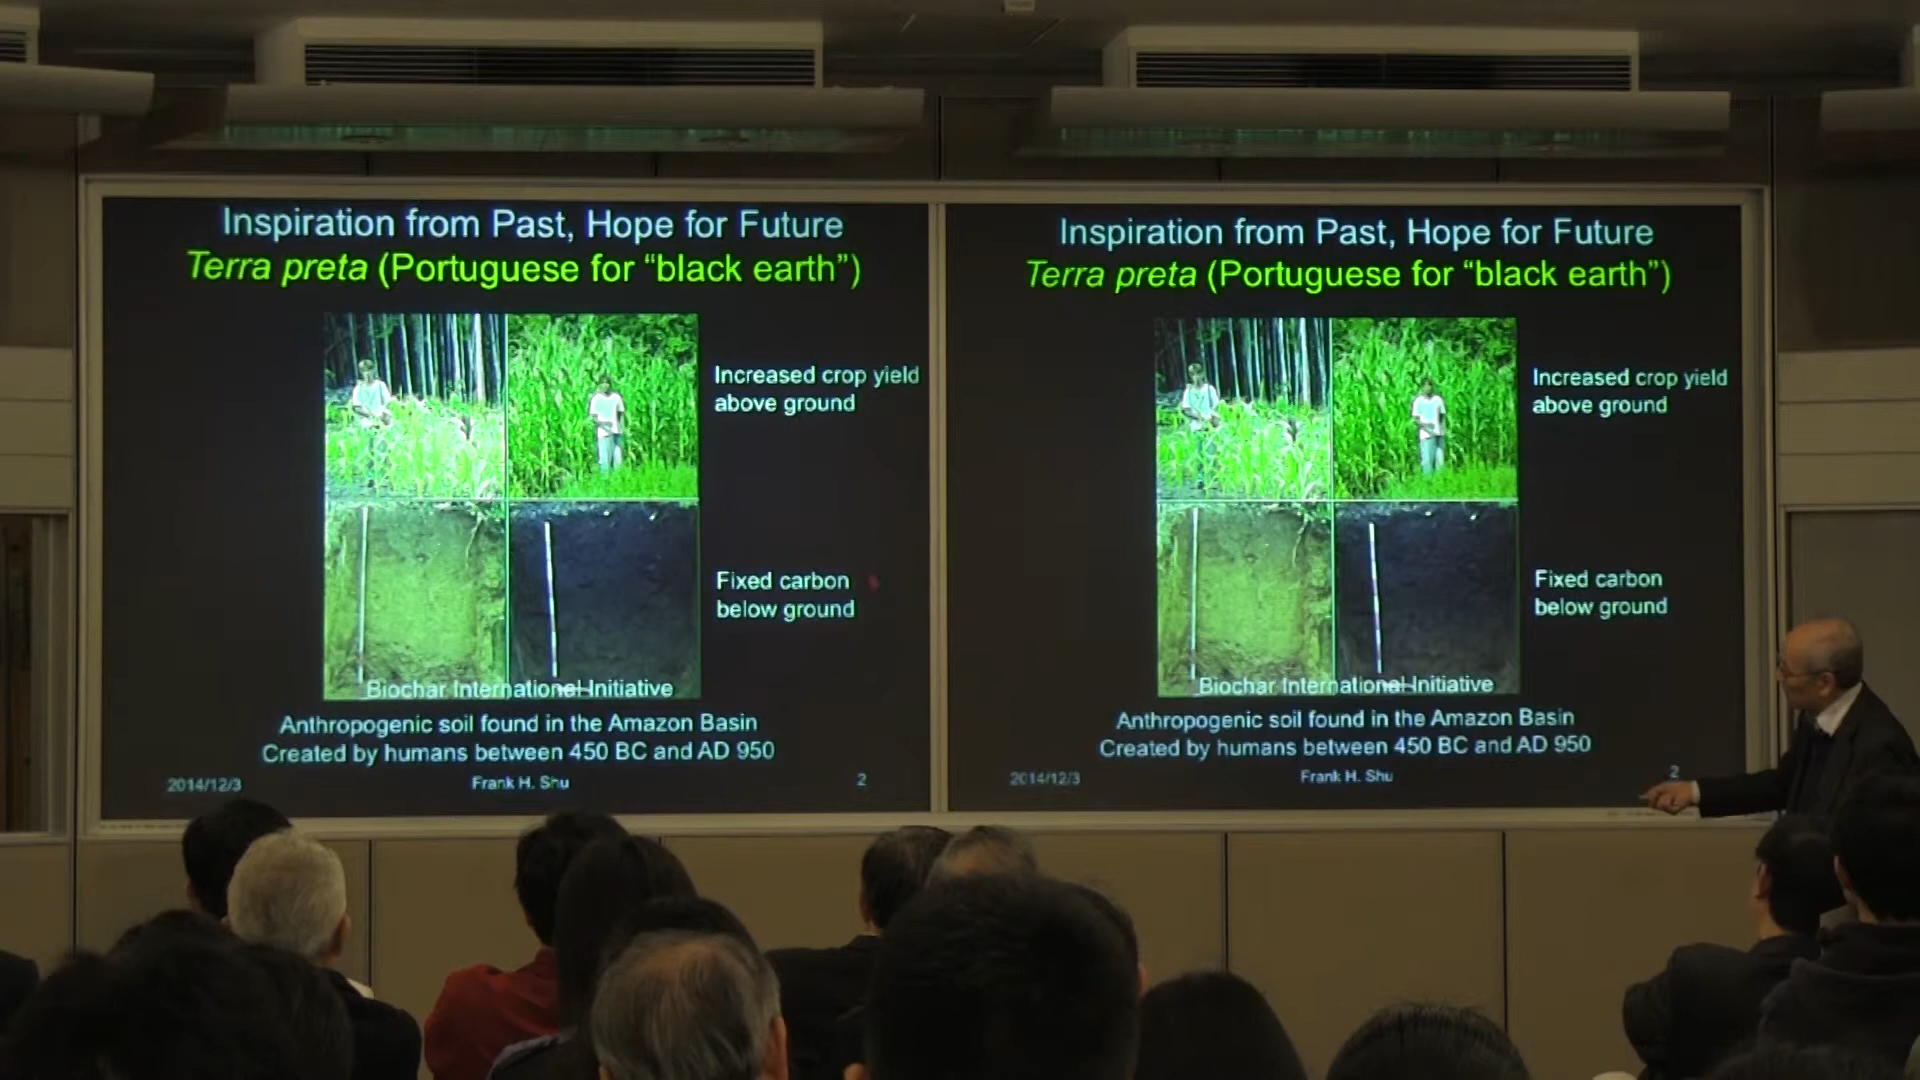 Inspiration from Past, Hope for Future
Terra preta (Portuguese for “black earth”)
Increased crop yield
above ground
Fixed carbon
below ground
Biochar International Initiative
Anthropogenic soil found in the Amazon Basin
Created by humans between 450 BC and AD 950
2014/12/3
Frank H. Shu
2
Inspiration from Past, Hope for Future
Terra preta (Portuguese for “black earth”)
Increased crop yield
above ground
Fixed carbon
below ground
Biochar International Initiative
Anthropogenic soil found in the Amazon Basin
Created by humans between 450 BC and AD 950
2014/12/3
Frank H. Shu
2